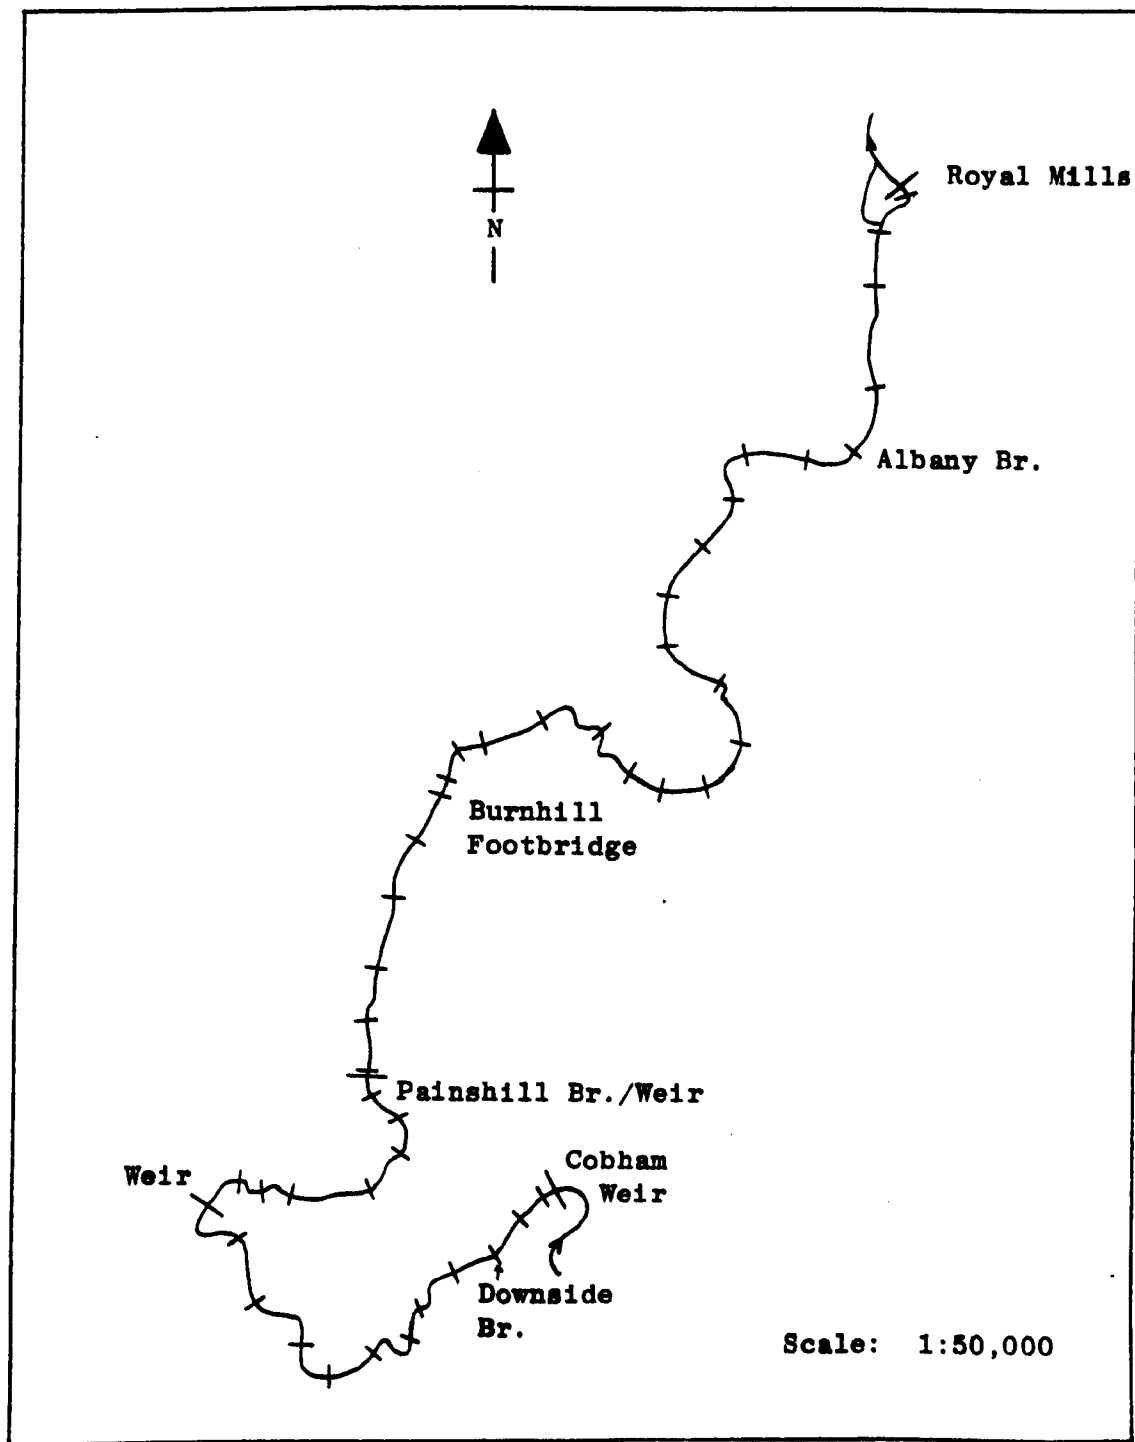 Royal Mills
N
Albany Br.
Burnhill
Footbridge
Painshill Br./Weir
Weir
Cobham
Weir
Downside
Br.
Scale: 1:50,000